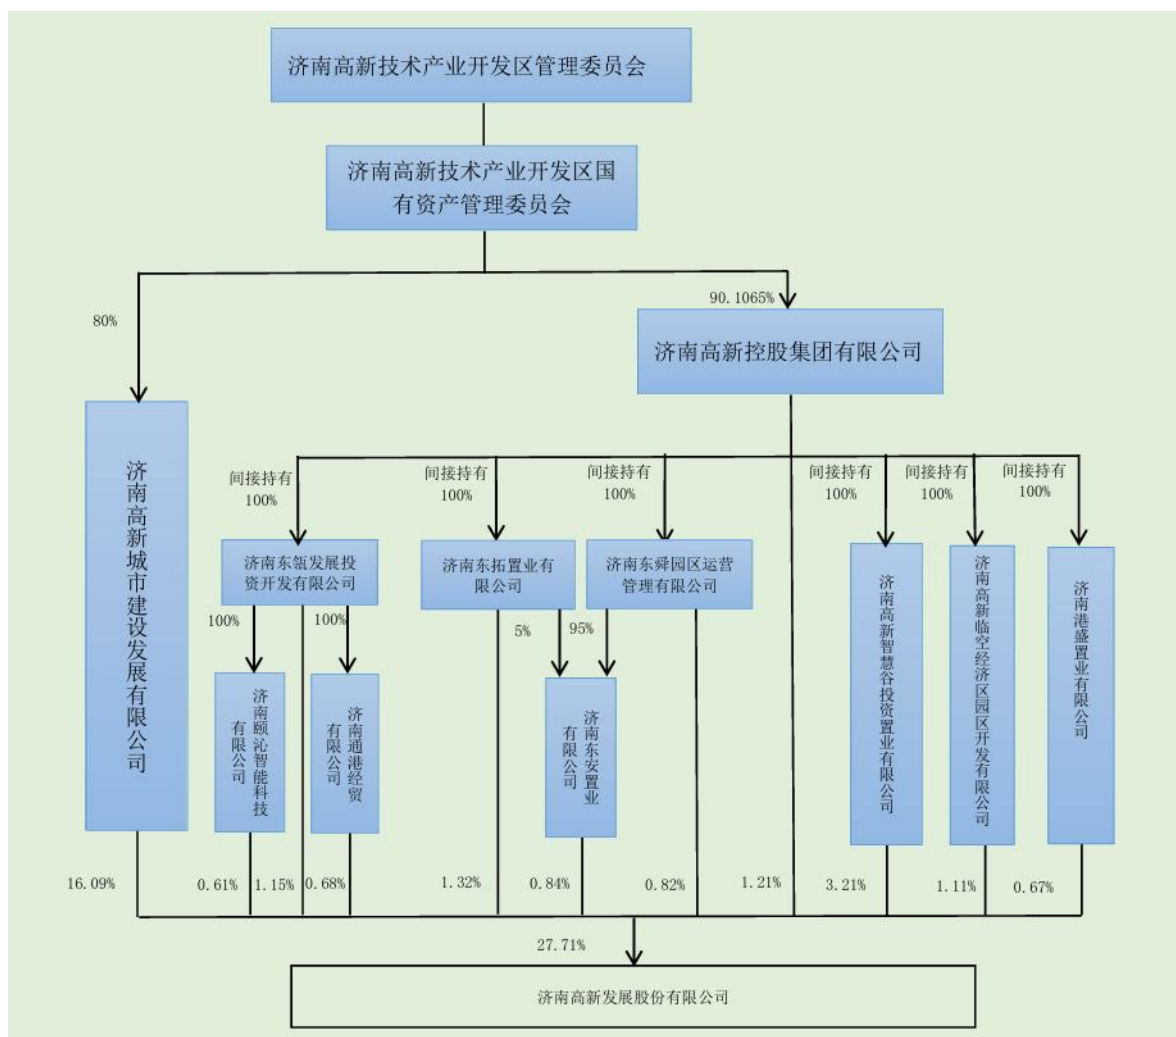 济南高新技术产业开发区管理委员会
济南高新技术产业开发区国
有资产管理委员会
80%
90.1065%
济南高新控股集团有限公司
济南高新城市建设发展有限公司
间接持有
100%
间接持有
100%
间接持有
100%
间接持有
100%
间接持有
100%
间接持有
100%
济南东瓴发展投
资开发有限公司
济南东拓置业有
限公司
济南东舜园区运营
管理有限公司
济南高新智慧谷投资置业有限公司
济南高新临空经济区园区开发有限公司
济南港盛置业有限公司
100%
100%
5%
95%
济南颐沁智能科技
有限公司
济南通港经贸
有限公司
济南东安置业
有限公司
16.09%
0.61%
1.15%
0.68%
1.32%
0.84%
0.82%
1.21%
3.21%
1.11%
0.67%
27.71%
济南高新发展股份有限公司